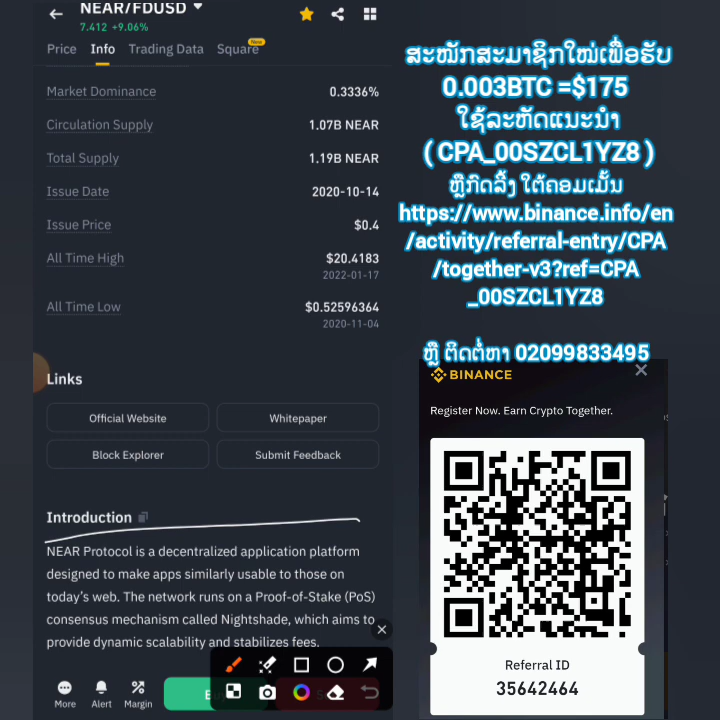 NEAR/FDUSD
7.412 +9.06%
Price Info Trading Data Square New
Market Dominance 0.3336%
Circulation Supply 1.07B NEAR
Total Supply 1.19B NEAR
Issue Date 2020-10-14
Issue Price $0.4
All Time High $20.4183
2022-01-17
All Time Low $0.52596364
2020-11-04
Links
Official Website Whitepaper
Block Explorer Submit Feedback
Introduction
NEAR Protocol is a decentralized application platform
designed to make apps similarly usable to those on
today's web. The network runs on a Proof-of-Stake (PoS)
consensus mechanism called Nightshade, which aims to
provide dynamic scalability and stabilizes fees.
More Alert Margin
ສະໝັກສະມາຊິກໃໝ່ເພື່ອຮັບ
0.003BTC =$175
ໃຊ້ລະຫັດແນະນຳ
( CPA_00SZCL1YZ8 )
ຫຼືກົດລິ້ງ ໃຕ້ຄອມເມັ້ນ
https://www.binance.info/en
/activity/referral-entry/CPA
/together-v3?ref=CPA
_00SZCL1YZ8
ຫຼື ຕິດຕໍ່ຫາ 02099833495
BINANCE
Register Now. Earn Crypto Together.
Referral ID
35642464